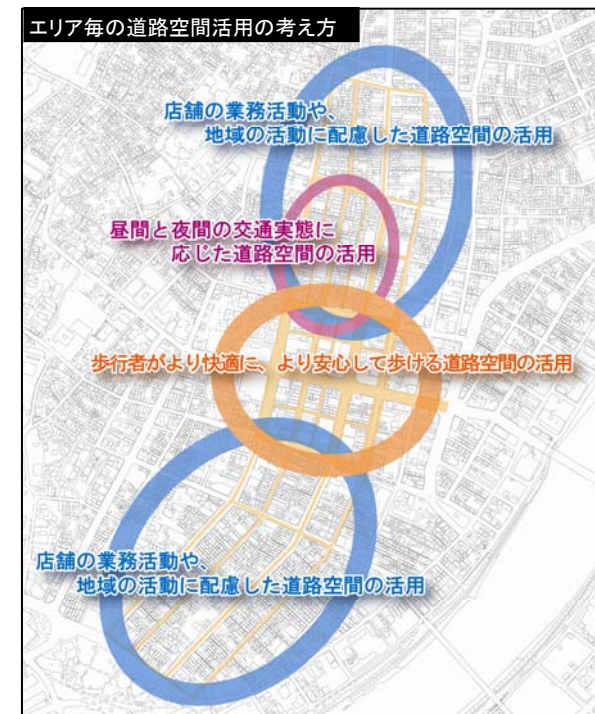 エリア毎の道路空間活用の考え方
店舗の業務活動や、
地域の活動に配慮した道路空間の活用
昼間と夜間の交通実態に
応じた道路空間の活用
歩行者がより快適に、より安心して歩ける道路空間の活用
店舗の業務活動や、
地域の活動に配慮した道路空間の活用